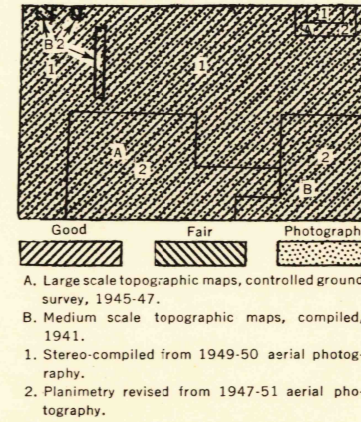 1
A 2
B 2
1
1
A
2
2
B
Good Fair Photograph
A. Large scale topographic maps, controlled ground
survey, 1945-47.
B. Medium scale topographic maps, compiled,
1941.
1. Stereo-compiled from 1949-50 aerial photog-
raphy.
2. Planimetry revised from 1947-51 aerial pho-
tography.